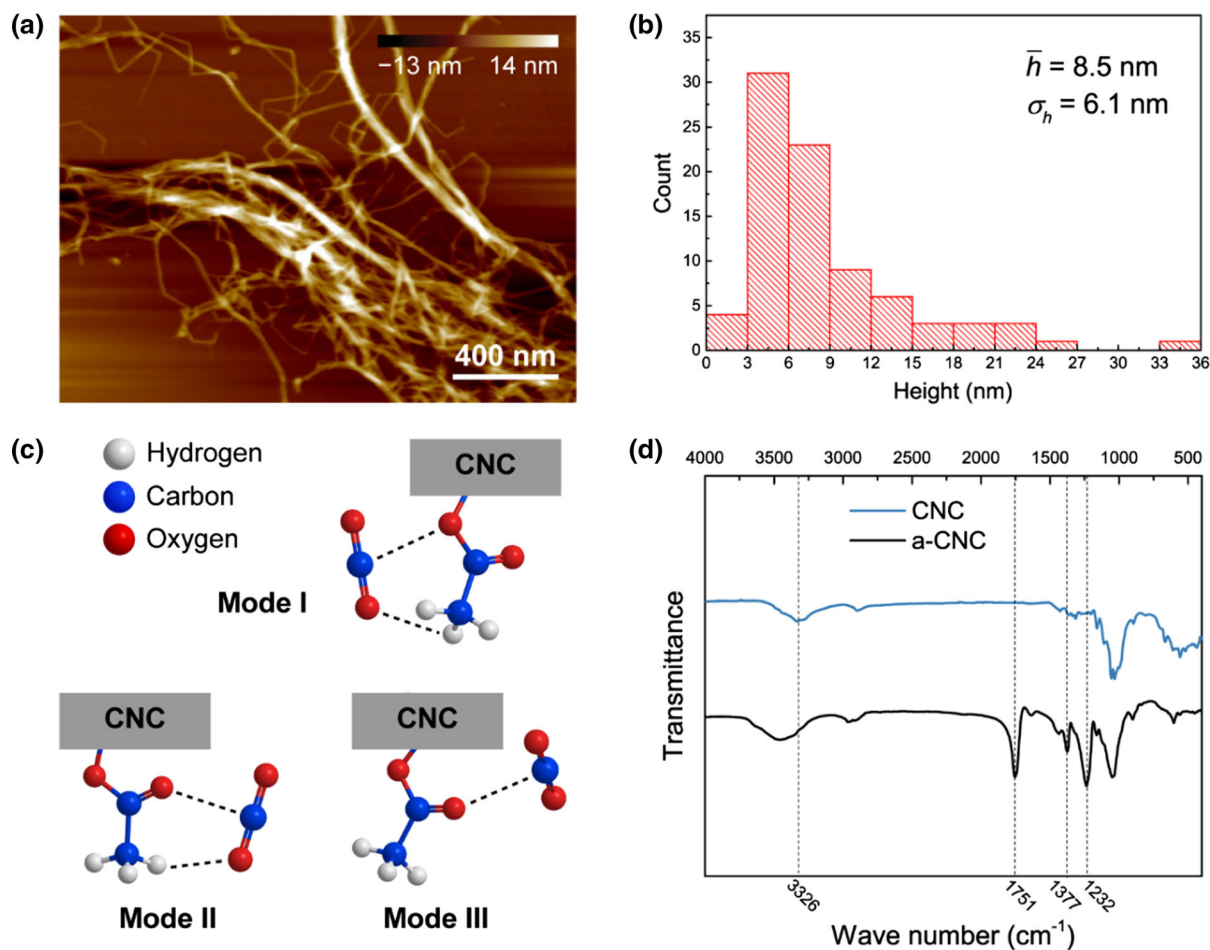 (a)
−13 nm 14 nm
400 nm
(b)
h̅ = 8.5 nm
σₕ = 6.1 nm
Count
35
30
25
20
15
10
5
0
0 3 6 9 12 15 18 21 24 27 30 33 36
Height (nm)
(c)
Hydrogen
Carbon
Oxygen
CNC
Mode I
CNC
CNC
Mode II
Mode III
(d)
4000 3500 3000 2500 2000 1500 1000 500
CNC
a-CNC
Transmittance
3326 1751 1377 1232
Wave number (cm⁻¹)